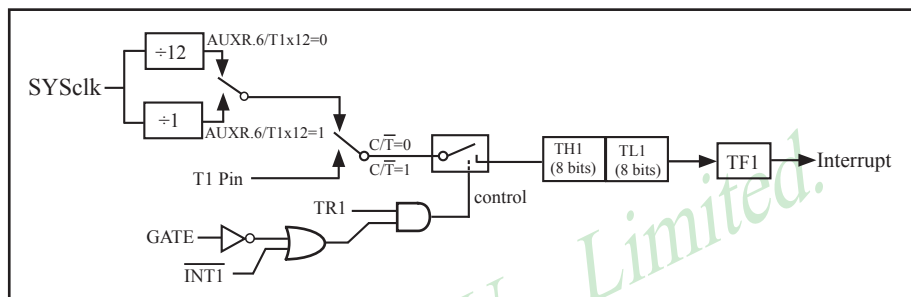 AUXR.6/T1x12=0
÷12
SYSclk
÷1
AUXR.6/T1x12=1
C/T̅=0
C/T̅=1
T1 Pin
TH1
(8 bits)
TL1
(8 bits)
TF1
Interrupt
control
TR1
GATE
I̅N̅T̅1̅
Limited.